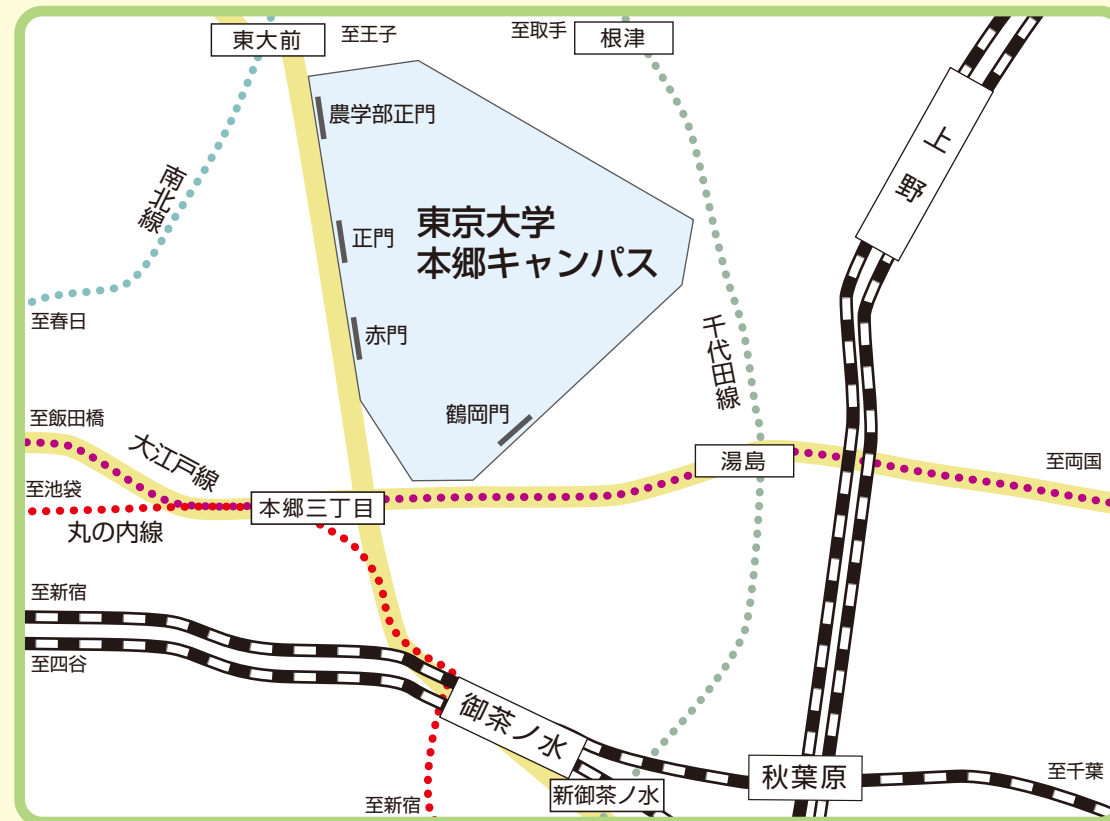 東大前
至王子
至取手
根津
上野
農学部正門
南北線
正門
東京大学
本郷キャンパス
至春日
赤門
千代田線
鶴岡門
至飯田橋
大江戸線
湯島
至両国
至池袋
本郷三丁目
丸の内線
至新宿
至四谷
御茶ノ水
秋葉原
至千葉
新御茶ノ水
至新宿